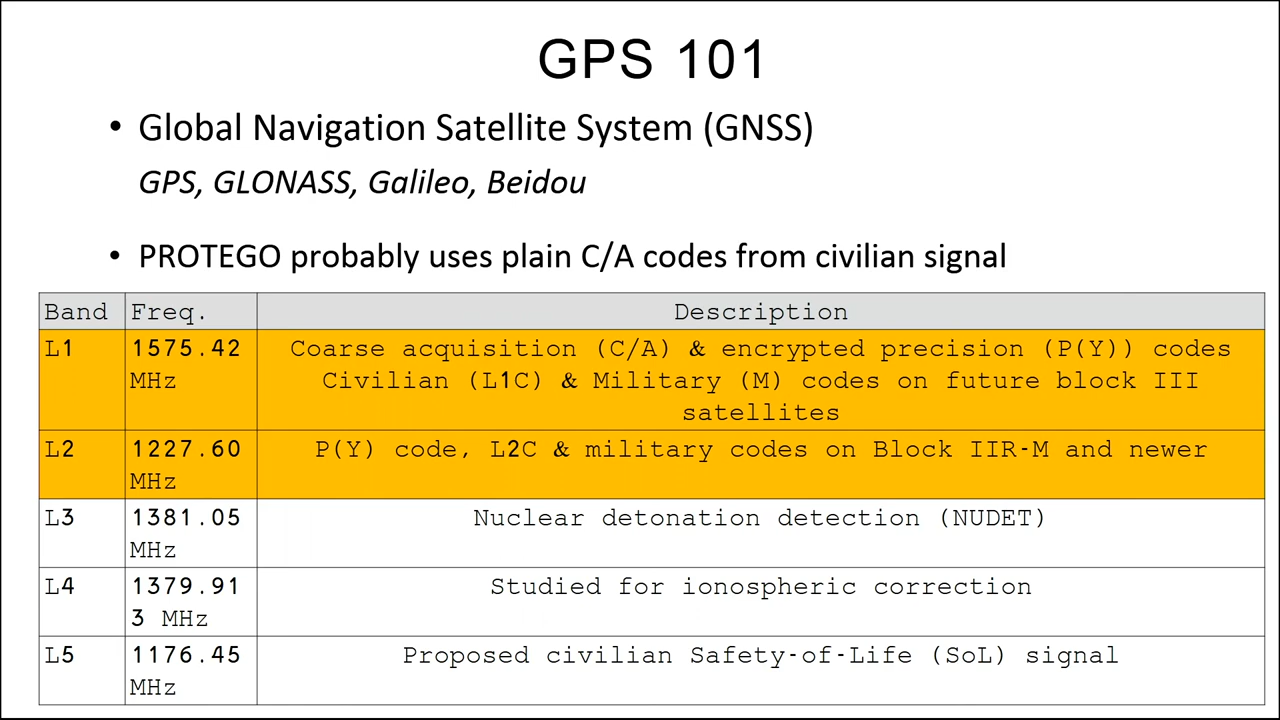 GPS 101
• Global Navigation Satellite System (GNSS)
GPS, GLONASS, Galileo, Beidou
• PROTEGO probably uses plain C/A codes from civilian signal
Band Freq. Description
L1 1575.42 MHz Coarse acquisition (C/A) & encrypted precision (P(Y)) codes
Civilian (L1C) & Military (M) codes on future block III
satellites
L2 1227.60 MHz P(Y) code, L2C & military codes on Block IIR-M and newer
L3 1381.05 MHz Nuclear detonation detection (NUDET)
L4 1379.913 MHz Studied for ionospheric correction
L5 1176.45 MHz Proposed civilian Safety-of-Life (SoL) signal